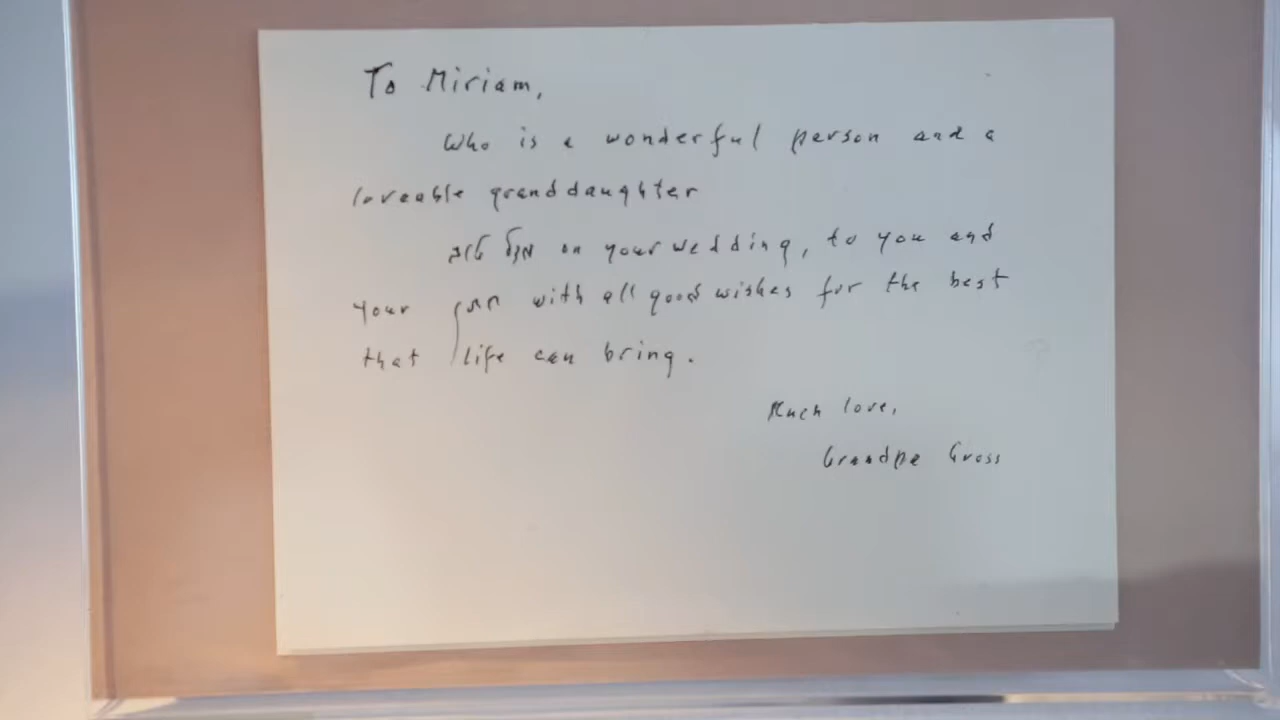 To Miriam,
Who is a wonderful person and a
loveable granddaughter
מזל טוב on your wedding, to you and
your חתן with all good wishes for the best
that life can bring.
Much love,
Grandpa Gross